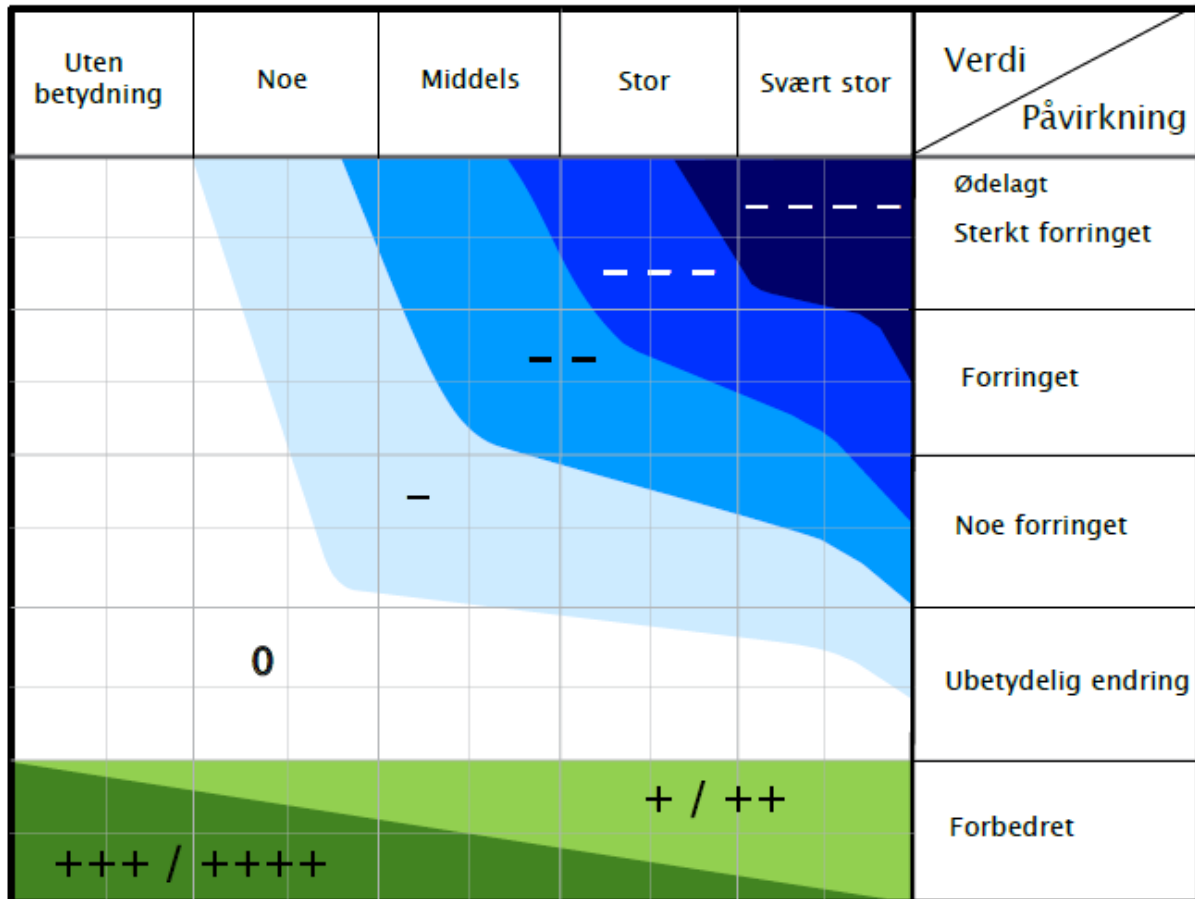 Uten
betydning
Noe
Middels
Stor
Svært stor
Verdi
Påvirkning
Ødelagt
– – – –
Sterkt forringet
– – –
– –
Forringet
–
Noe forringet
0
Ubetydelig endring
+ / ++
Forbedret
+++ / ++++